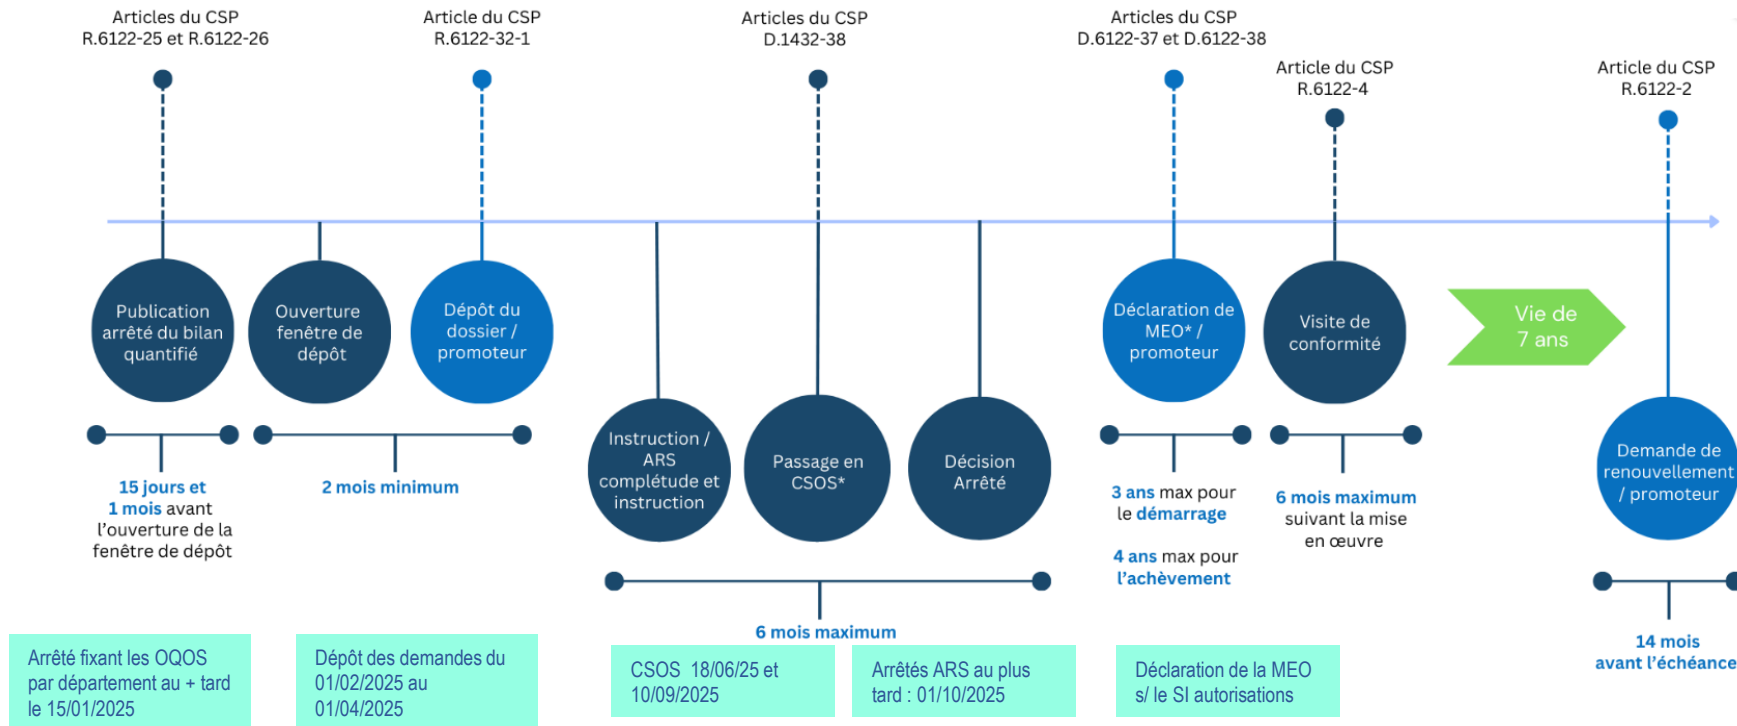 Articles du CSP
R.6122-25 et R.6122-26
Article du CSP
R.6122-32-1
Articles du CSP
D.1432-38
Articles du CSP
D.6122-37 et D.6122-38
Article du CSP
R.6122-4
Article du CSP
R.6122-2
Publication
arrêté du bilan
quantifié
Ouverture
fenêtre de
dépôt
Dépôt du
dossier /
promoteur
Instruction /
ARS
complétude et
instruction
Passage en
CSOS*
Décision
Arrêté
Déclaration de
MEO* /
promoteur
Visite de
conformité
Vie de
7 ans
Demande de
renouvellement
/ promoteur
15 jours et
1 mois avant
l'ouverture de la
fenêtre de dépôt
2 mois minimum
6 mois maximum
3 ans max pour
le démarrage
4 ans max pour
l'achèvement
6 mois maximum
suivant la mise
en œuvre
14 mois
avant l'échéance
Arrêté fixant les OQOS
par département au + tard
le 15/01/2025
Dépôt des demandes du
01/02/2025 au
01/04/2025
CSOS 18/06/25 et
10/09/2025
Arrêtés ARS au plus
tard : 01/10/2025
Déclaration de la MEO
s/ le SI autorisations